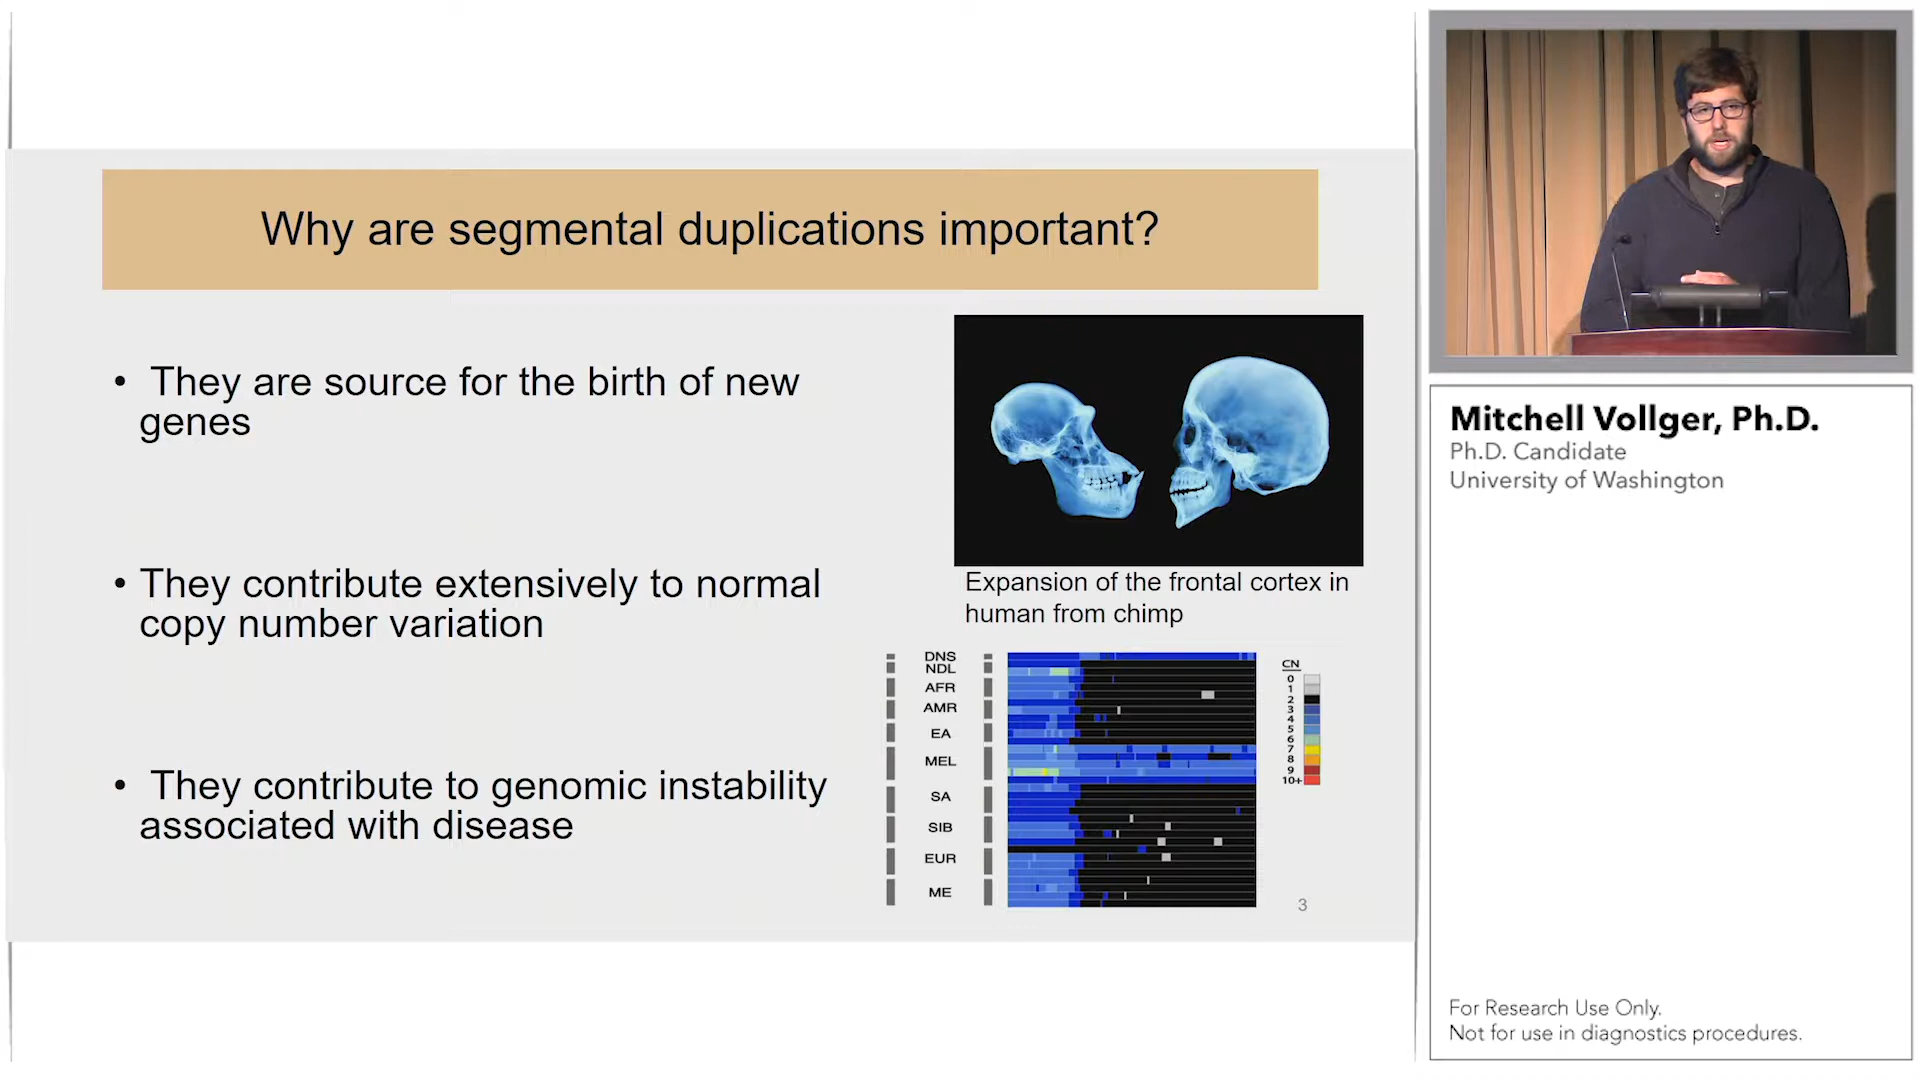 Why are segmental duplications important?
• They are source for the birth of new
genes
• They contribute extensively to normal
copy number variation
• They contribute to genomic instability
associated with disease
Expansion of the frontal cortex in
human from chimp
DNS
NDL
AFR
AMR
EA
MEL
SA
SIB
EUR
ME
CN
0
1
2
3
4
5
6
7
8
9
10+
3
Mitchell Vollger, Ph.D.
Ph.D. Candidate
University of Washington
For Research Use Only.
Not for use in diagnostics procedures.